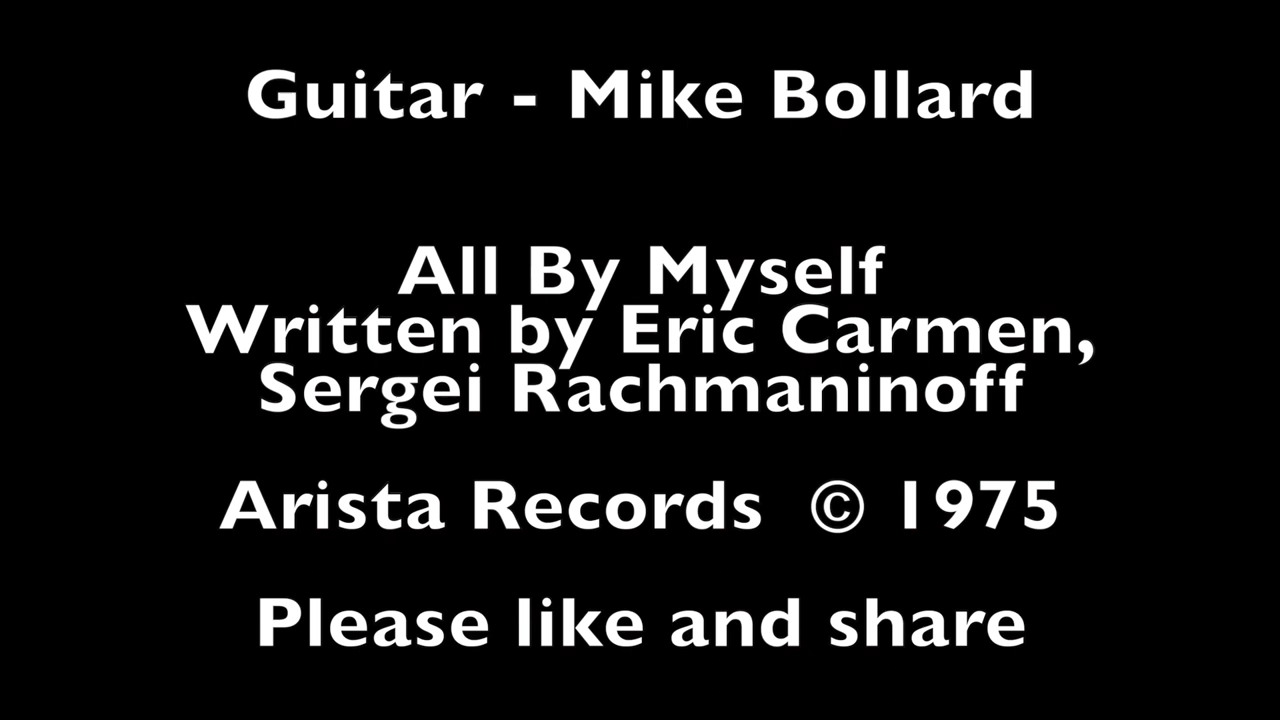 Guitar - Mike Bollard
All By Myself
Written by Eric Carmen,
Sergei Rachmaninoff
Arista Records © 1975
Please like and share